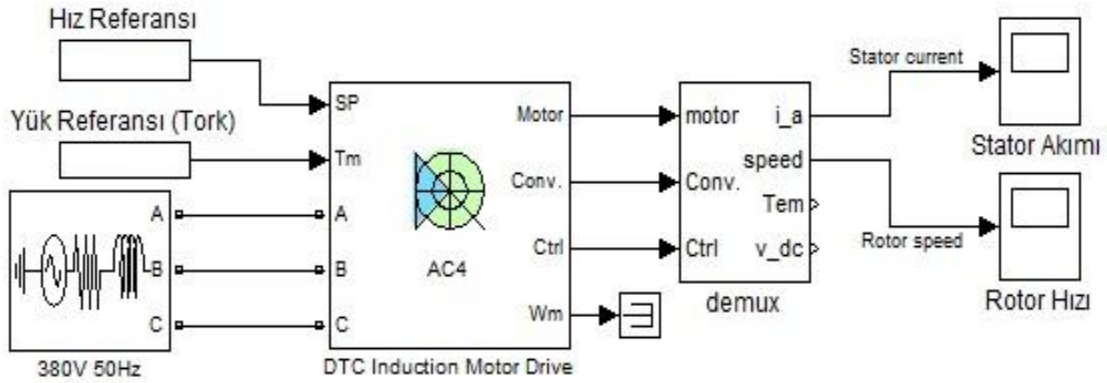 Hız Referansı
Yük Referansı (Tork)
A
B
C
380V 50Hz
SP
Tm
A
B
C
Motor
Conv.
Ctrl
Wm
AC4
DTC Induction Motor Drive
motor
Conv.
Ctrl
i_a
speed
Tem
v_dc
demux
Stator current
Rotor speed
Stator Akımı
Rotor Hızı